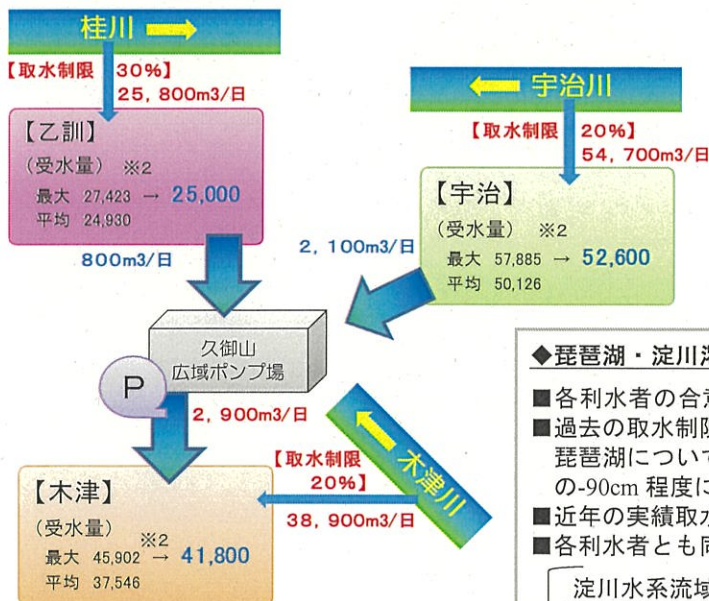 桂川
【取水制限 30%】
25,800m3/日
【乙訓】
（受水量） ※2
最大 27,423 → 25,000
平均 24,930
800m3/日
宇治川
【取水制限 20%】
54,700m3/日
【宇治】
（受水量） ※2
最大 57,885 → 52,600
平均 50,126
2,100m3/日
久御山
広域ポンプ場
P
2,900m3/日
木津川
【取水制限
20%】
38,900m3/日
【木津】
（受水量） ※2
最大 45,902 → 41,800
平均 37,546
◆琵琶湖・淀川
■各利水者の合
■過去の取水制限
琵琶湖につい
の-90cm 程度に
■近年の実績取
■各利水者とも同
淀川水系流域